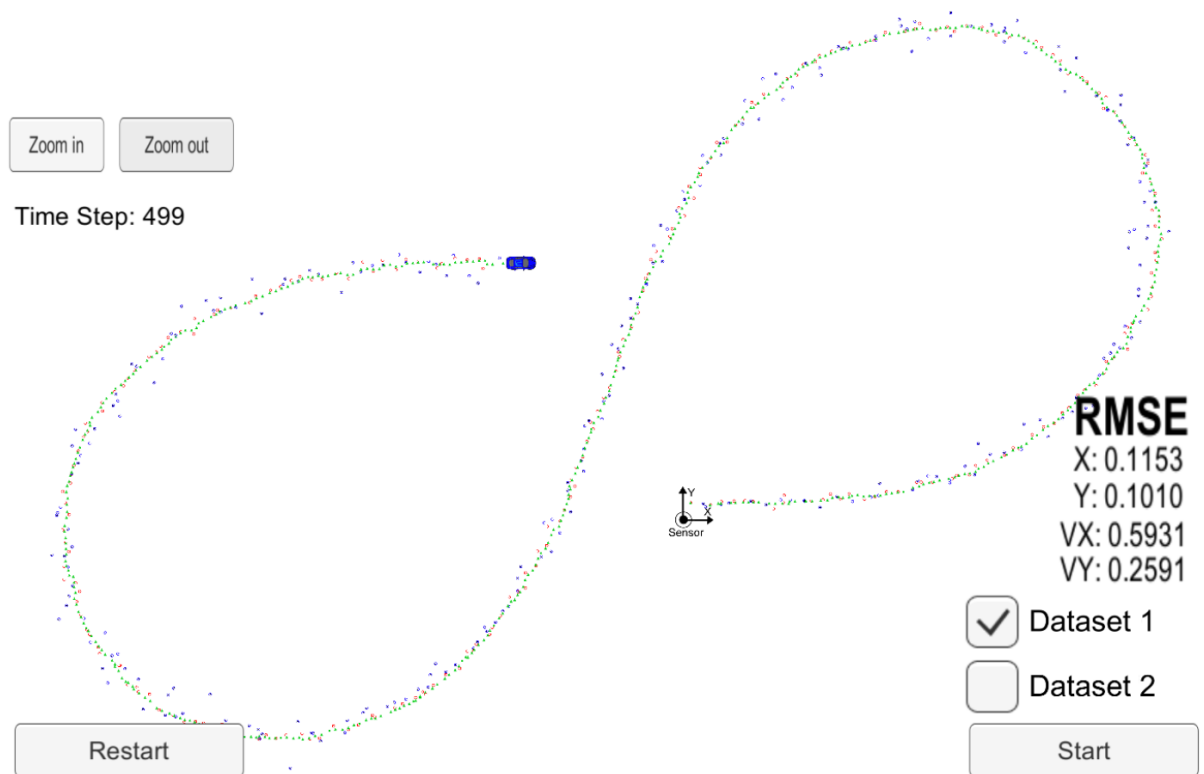 Zoom in
Zoom out
Time Step: 499
Y
X
Sensor
RMSE
X: 0.1153
Y: 0.1010
VX: 0.5931
VY: 0.2591
Dataset 1
Dataset 2
Restart
Start